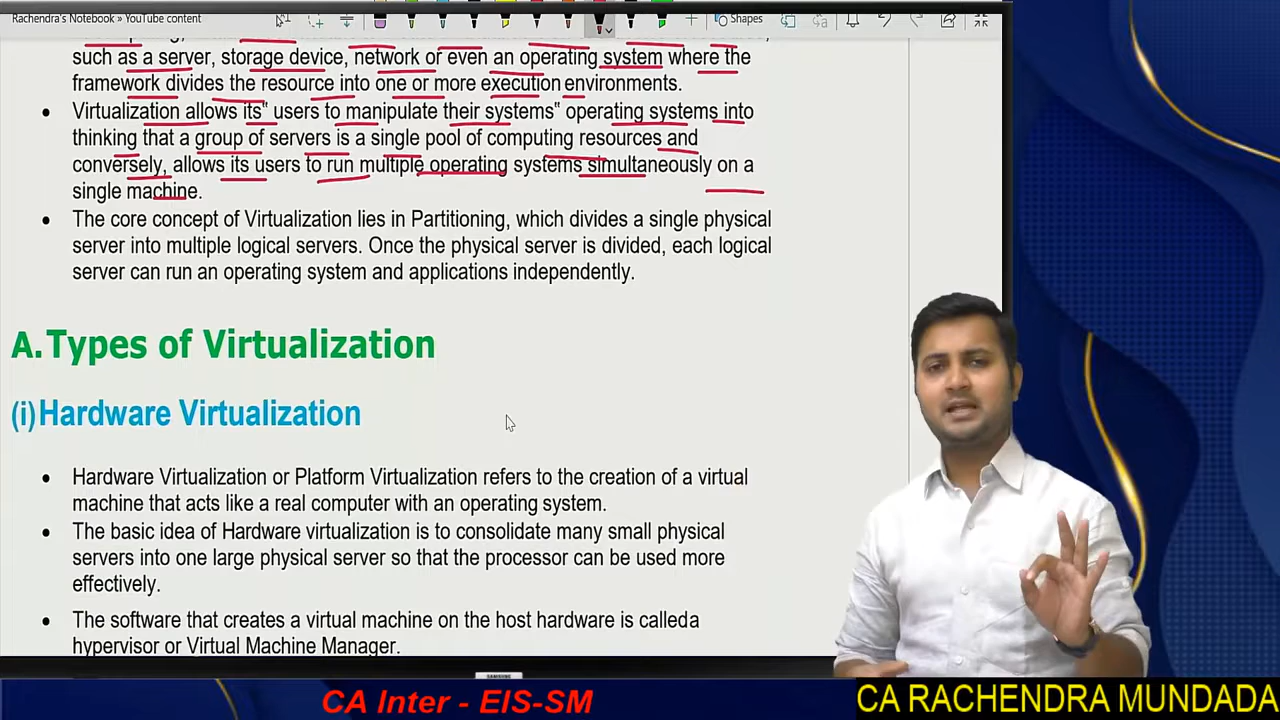 Rachendra's Notebook » YouTube content
Shapes
such as a server, storage device, network or even an operating system where the
framework divides the resource into one or more execution environments.
• Virtualization allows its" users to manipulate their systems" operating systems into
thinking that a group of servers is a single pool of computing resources and
conversely, allows its users to run multiple operating systems simultaneously on a
single machine.
• The core concept of Virtualization lies in Partitioning, which divides a single physical
server into multiple logical servers. Once the physical server is divided, each logical
server can run an operating system and applications independently.
A.Types of Virtualization
(i)Hardware Virtualization
• Hardware Virtualization or Platform Virtualization refers to the creation of a virtual
machine that acts like a real computer with an operating system.
• The basic idea of Hardware virtualization is to consolidate many small physical
servers into one large physical server so that the processor can be used more
effectively.
• The software that creates a virtual machine on the host hardware is calleda
hypervisor or Virtual Machine Manager.
SAMSUNG
CA Inter - EIS-SM
CA RACHENDRA MUNDADA